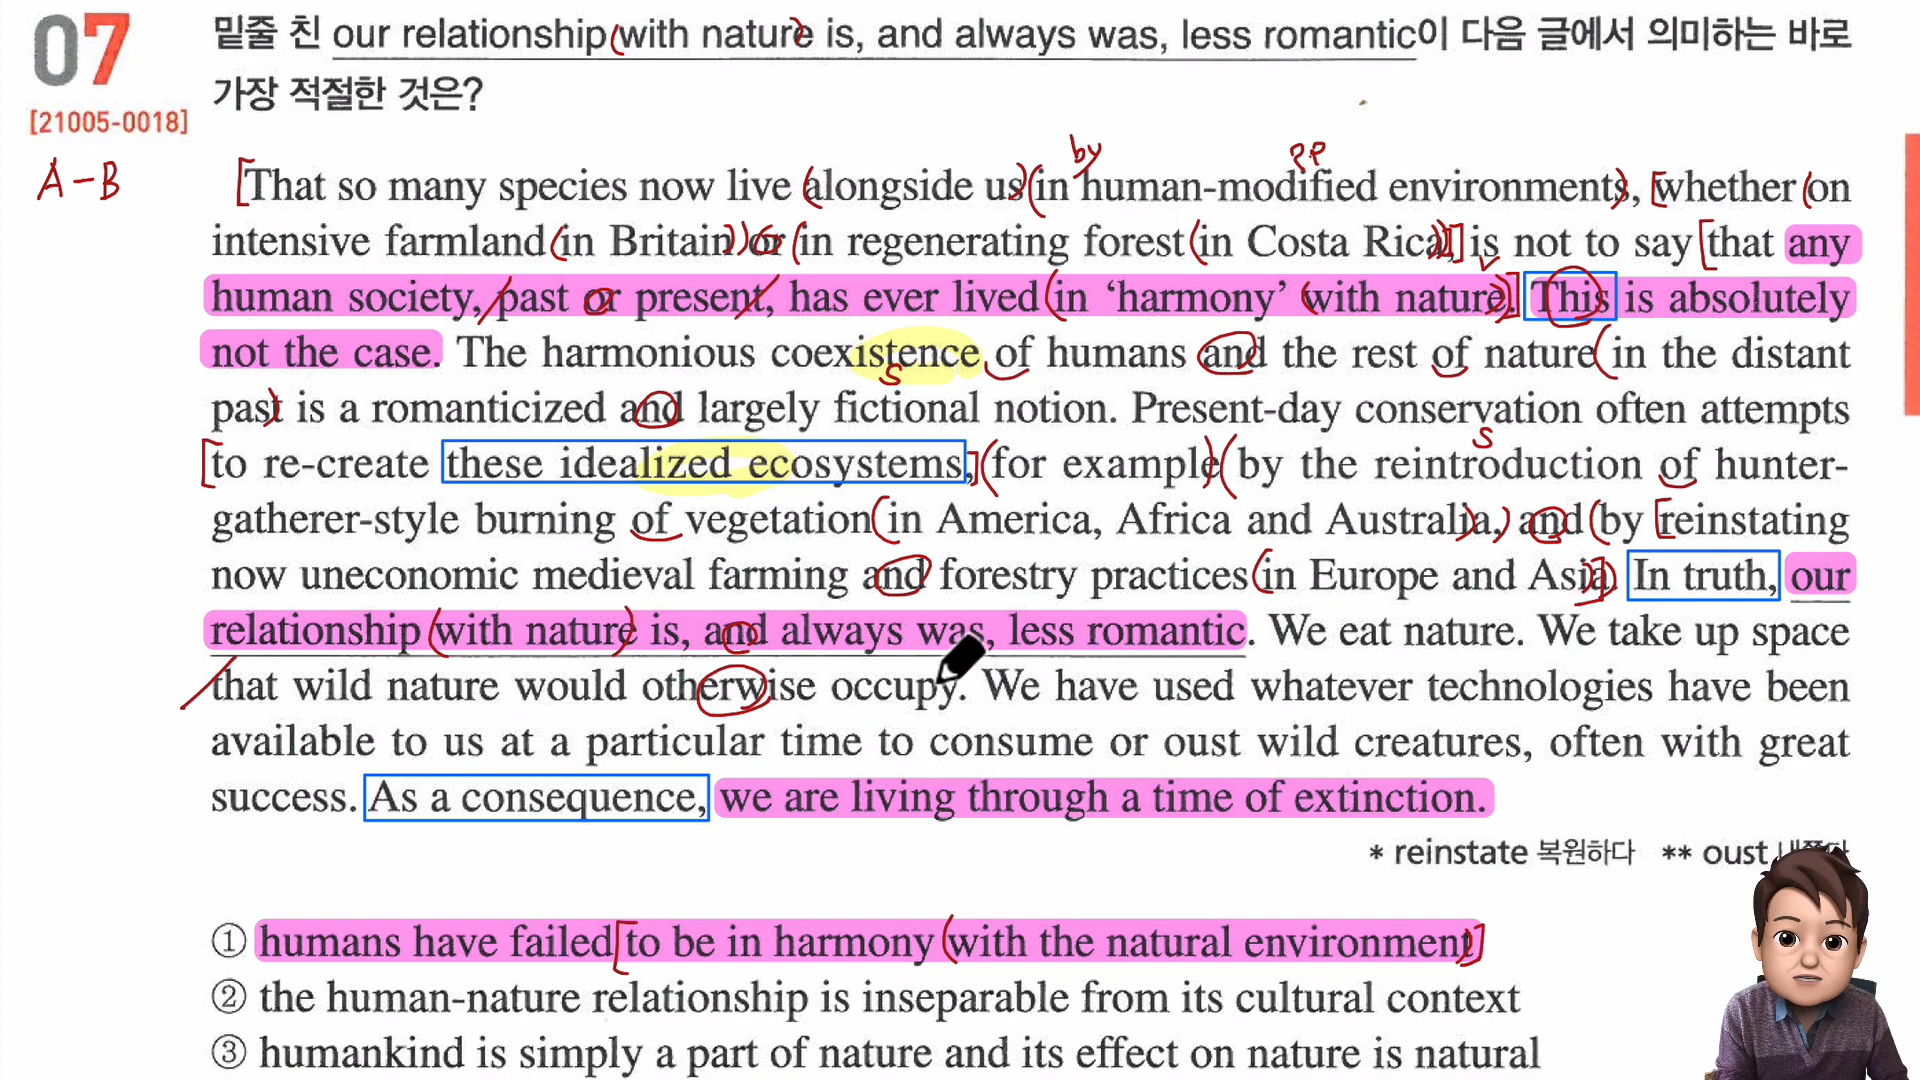 07
밑줄 친 our relationship with nature is, and always was, less romantic이 다음 글에서 의미하는 바로
가장 적절한 것은?
[21005-0018]
A-B
by
pp
That so many species now live alongside us in human-modified environments, whether on
intensive farmland in Britain or in regenerating forest in Costa Rica, is not to say that any
human society, past or present, has ever lived in ‘harmony’ with nature. This is absolutely
not the case. The harmonious coexistence of humans and the rest of nature in the distant
s
past is a romanticized and largely fictional notion. Present-day conservation often attempts
s
to re-create these idealized ecosystems, for example by the reintroduction of hunter-
gatherer-style burning of vegetation in America, Africa and Australia, and by reinstating
now uneconomic medieval farming and forestry practices in Europe and Asia. In truth, our
relationship with nature is, and always was, less romantic. We eat nature. We take up space
that wild nature would otherwise occupy. We have used whatever technologies have been
available to us at a particular time to consume or oust wild creatures, often with great
success. As a consequence, we are living through a time of extinction.
* reinstate 복원하다 ** oust
① humans have failed to be in harmony with the natural environment
② the human-nature relationship is inseparable from its cultural context
③ humankind is simply a part of nature and its effect on nature is natural